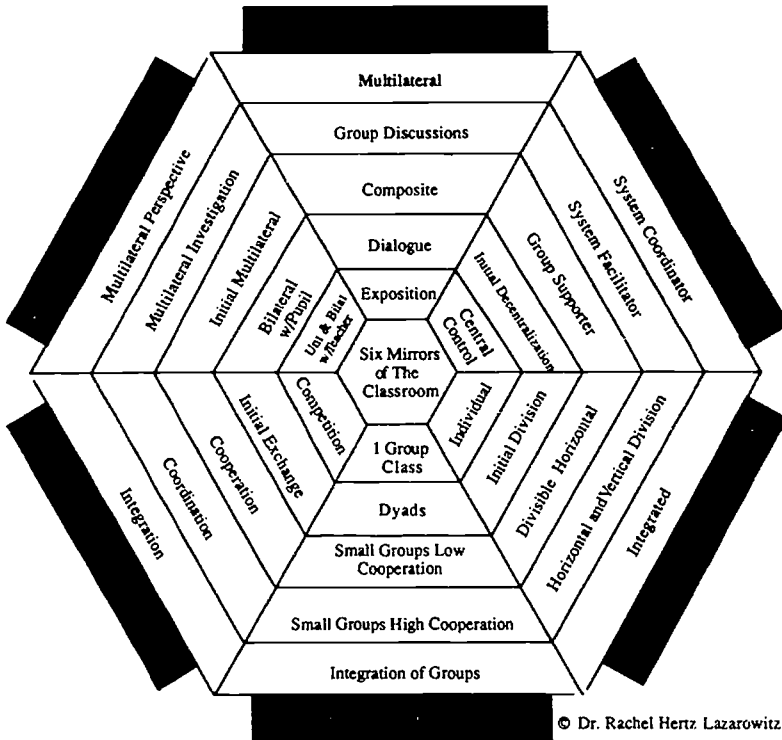 Multilateral
Group Discussions
Composite
Dialogue
Exposition
Multilateral Perspective
Multilateral Investigation
Initial Multilateral
Bilateral
w/Pupil
Uni & Bilat
w/Teacher
System Coordinator
System Facilitator
Group Supporter
Initial Decentralization
Central
Control
Six Mirrors
of The
Classroom
Competition
Initial Exchange
Cooperation
Coordination
Integration
Individual
Initial Division
Divisible Horizontal
Horizontal and Vertical Division
Integrated
1 Group
Class
Dyads
Small Groups Low
Cooperation
Small Groups High Cooperation
Integration of Groups
© Dr. Rachel Hertz Lazarowitz